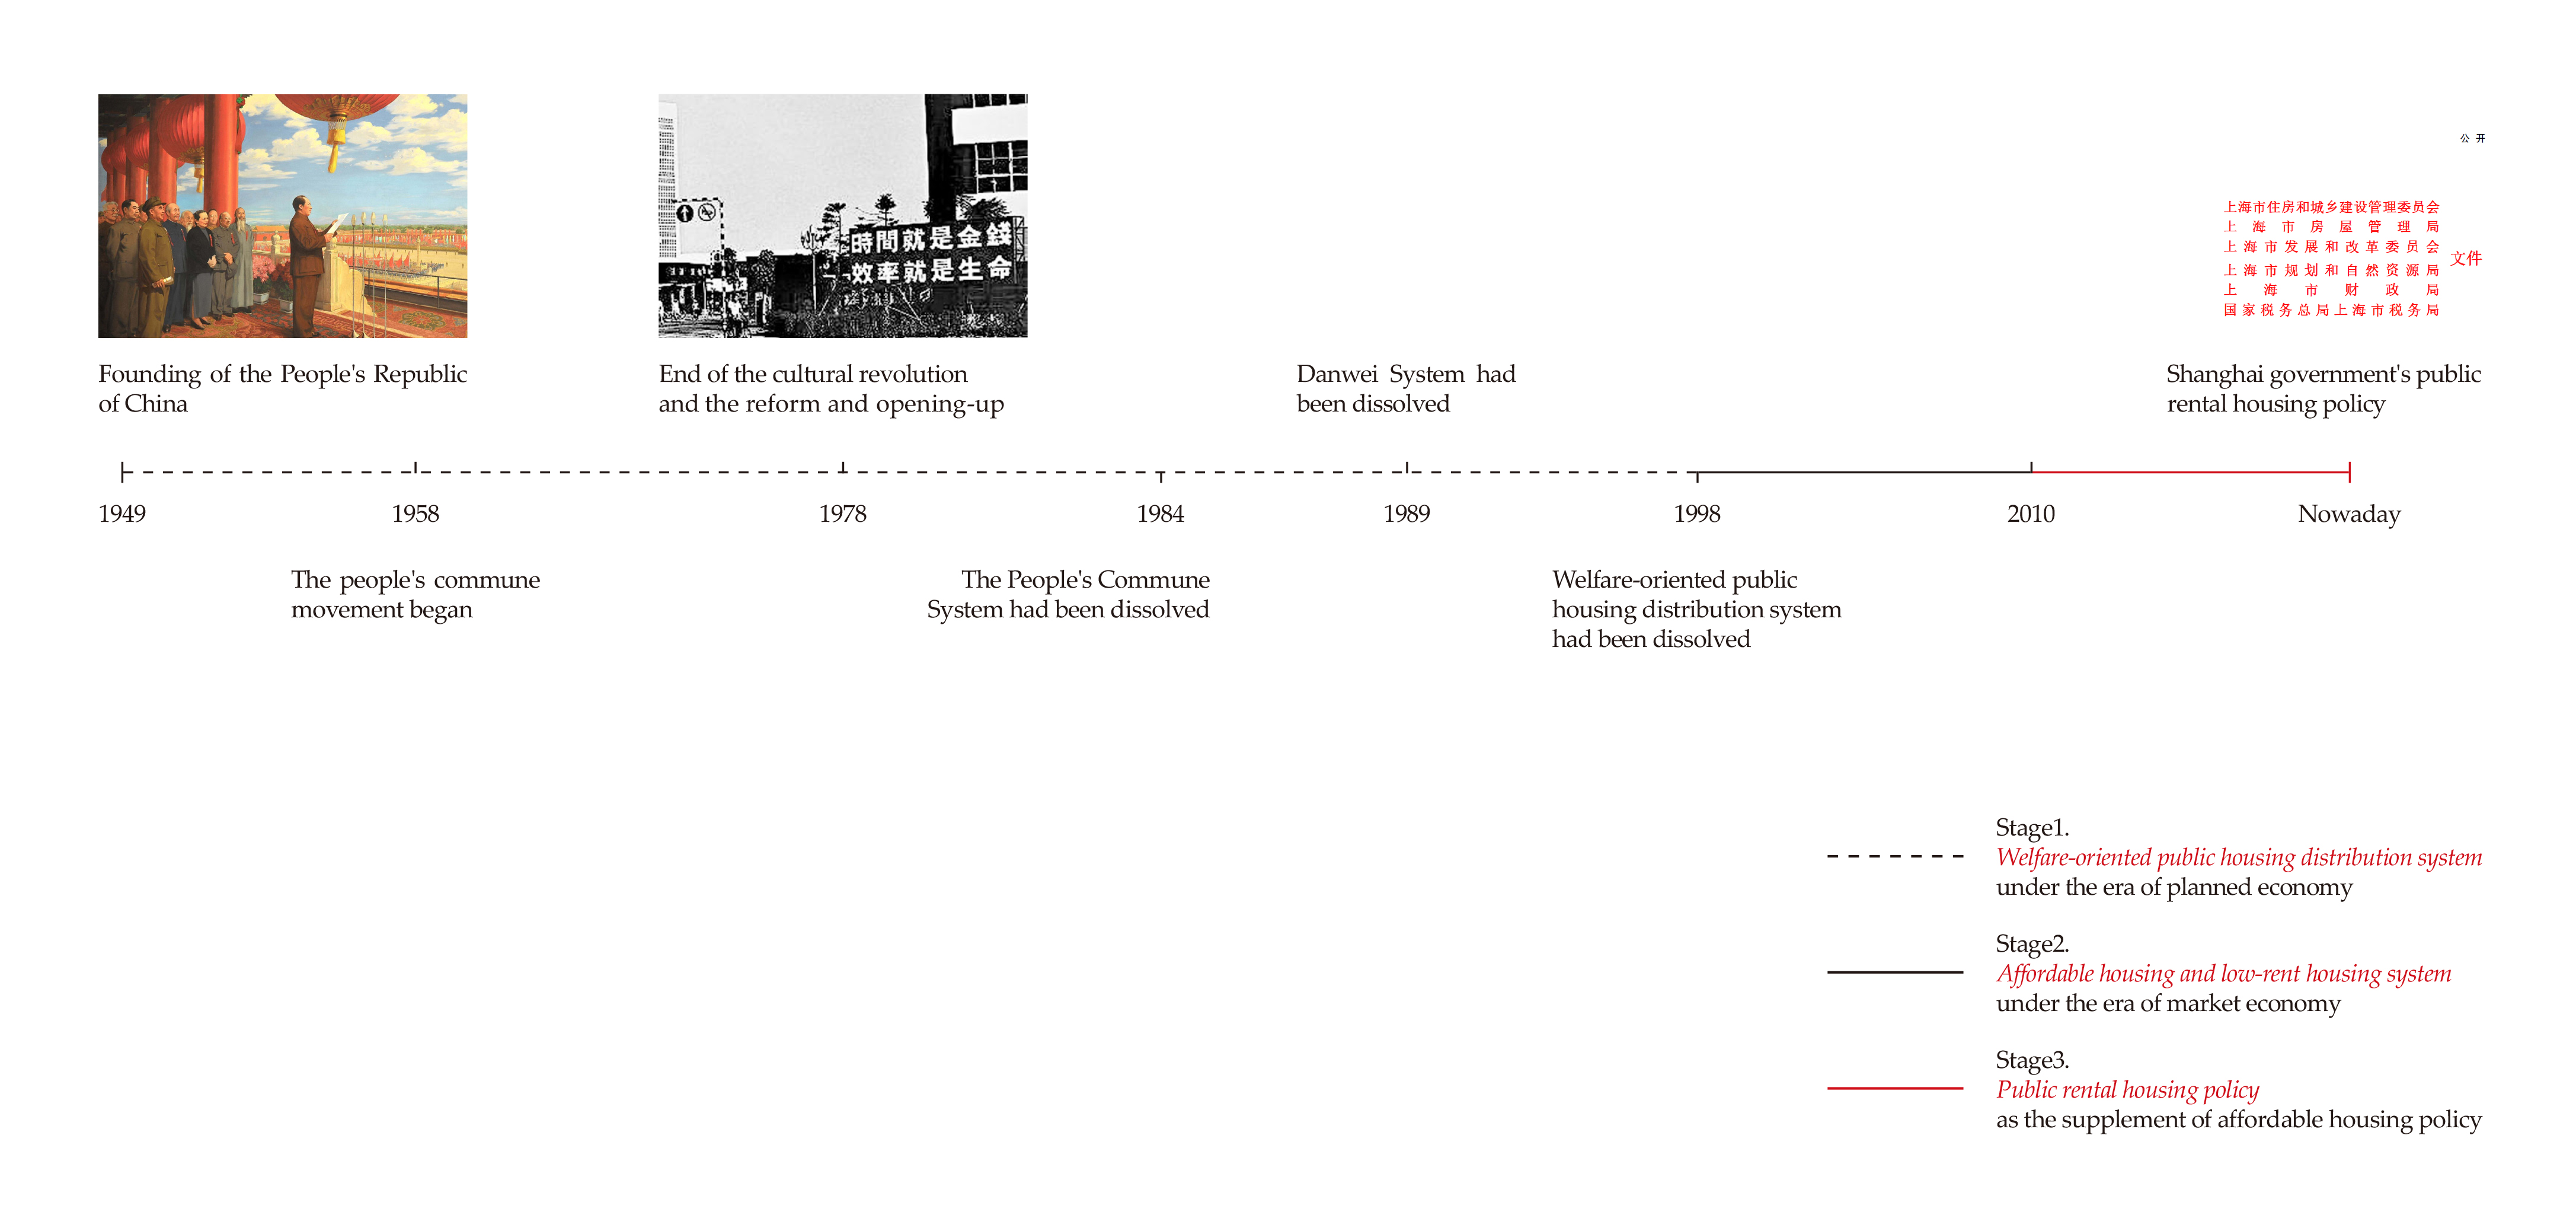 時間就是金錢
效率就是生命
公 开
上海市住房和城乡建设管理委员会
上海市房屋管理局
上海市发展和改革委员会
上海市规划和自然资源局
上海市财政局
国家税务总局上海市税务局
文件
Founding of the People's Republic
of China
End of the cultural revolution
and the reform and opening-up
Danwei System had
been dissolved
Shanghai government's public
rental housing policy
1949
1958
1978
1984
1989
1998
2010
Nowaday
The people's commune
movement began
The People's Commune
System had been dissolved
Welfare-oriented public
housing distribution system
had been dissolved
Stage1.
Welfare-oriented public housing distribution system
under the era of planned economy
Stage2.
Affordable housing and low-rent housing system
under the era of market economy
Stage3.
Public rental housing policy
as the supplement of affordable housing policy